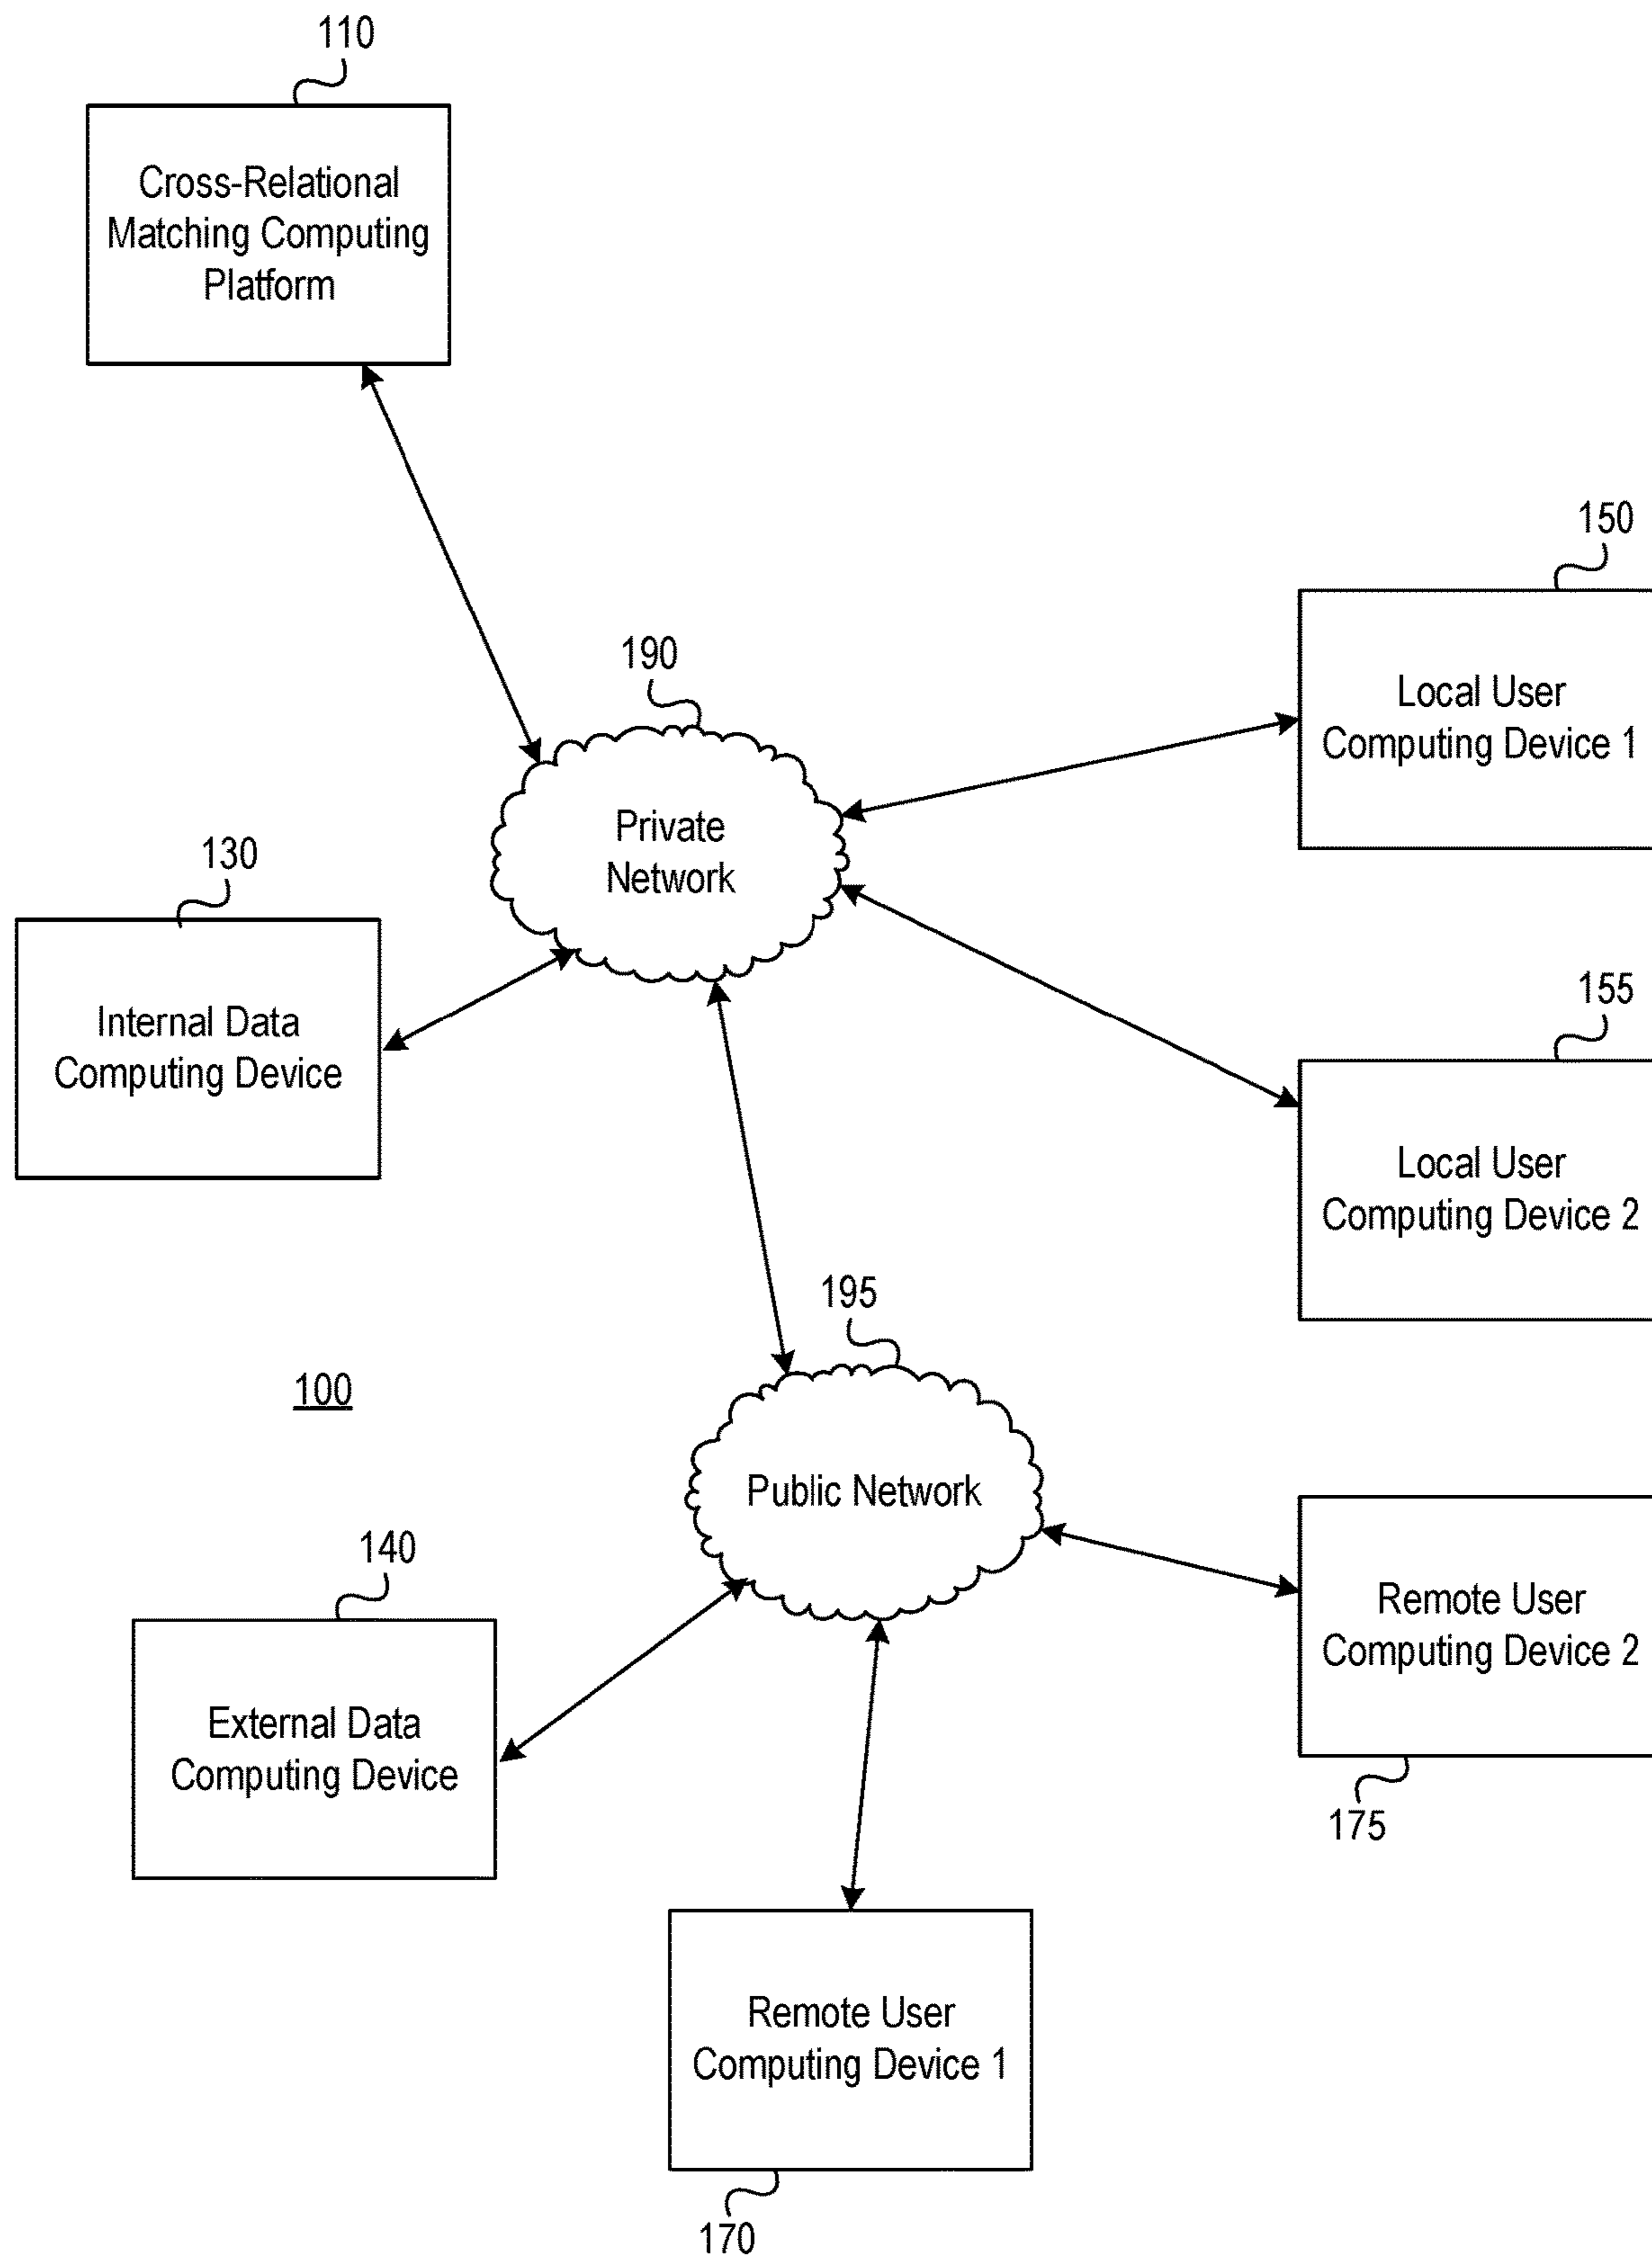 110
Cross-Relational
Matching Computing
Platform
150
Local User
Computing Device 1
190
Private
Network
130
Internal Data
Computing Device
155
Local User
Computing Device 2
195
Public Network
100
140
External Data
Computing Device
Remote User
Computing Device 2
175
Remote User
Computing Device 1
170